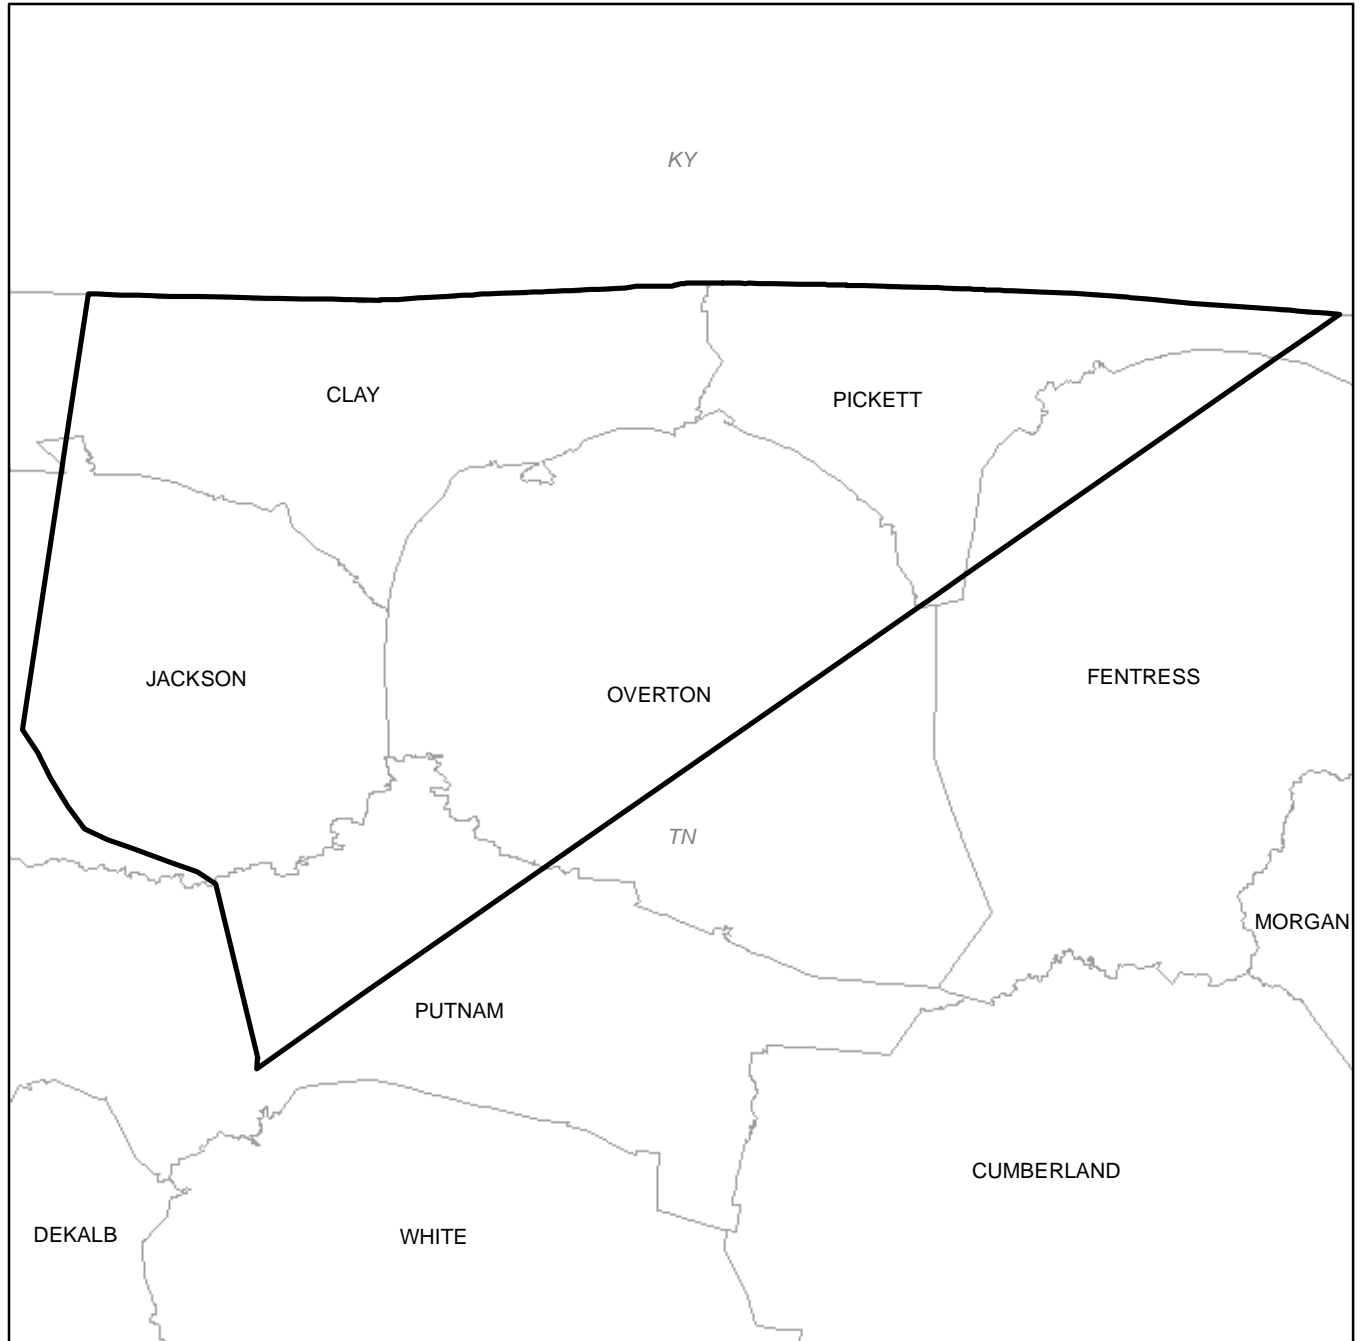 KY
CLAY
PICKETT
JACKSON
OVERTON
FENTRESS
TN
MORGAN
PUTNAM
CUMBERLAND
DEKALB
WHITE